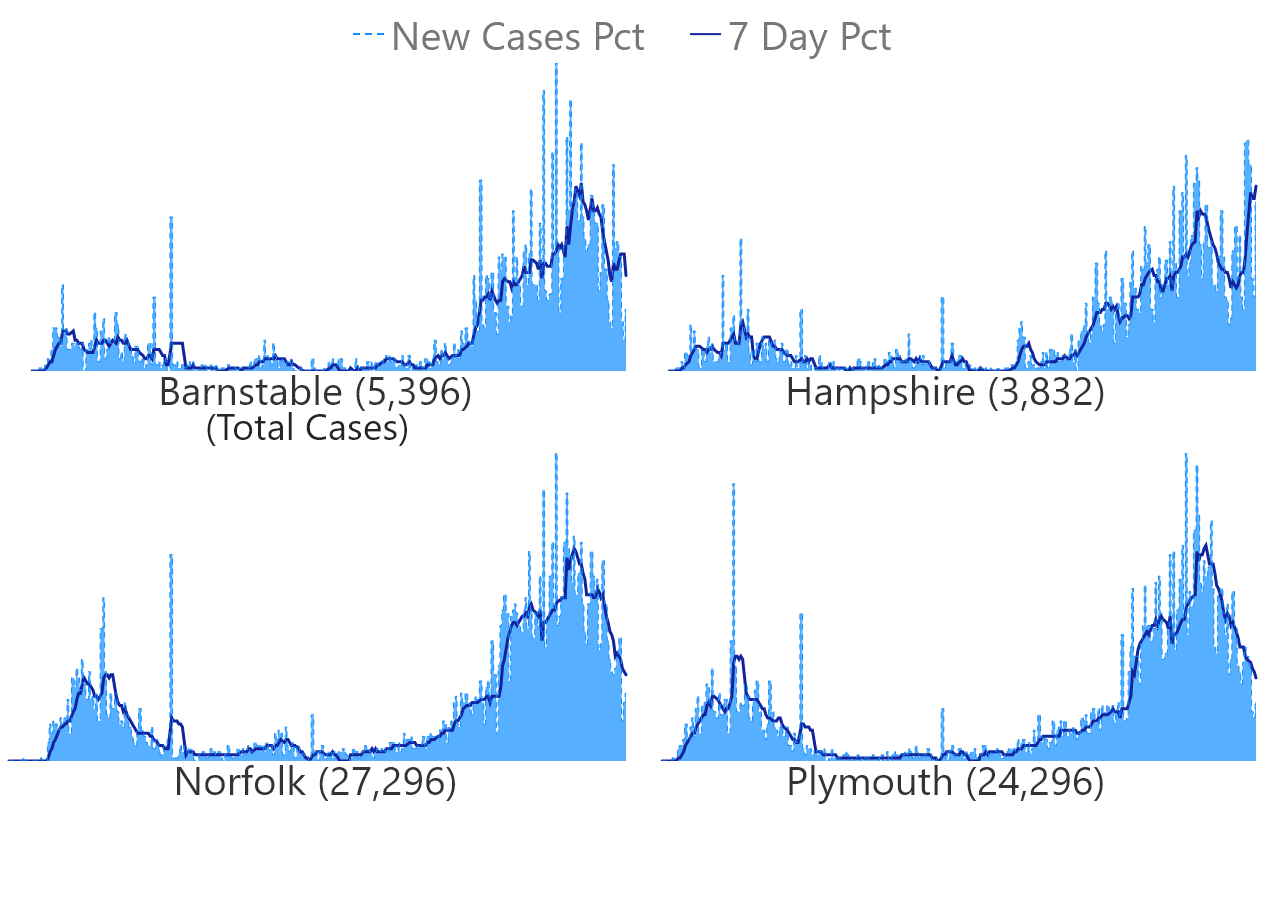 New Cases Pct 7 Day Pct
Barnstable (5,396) Hampshire (3,832)
(Total Cases)
Norfolk (27,296) Plymouth (24,296)